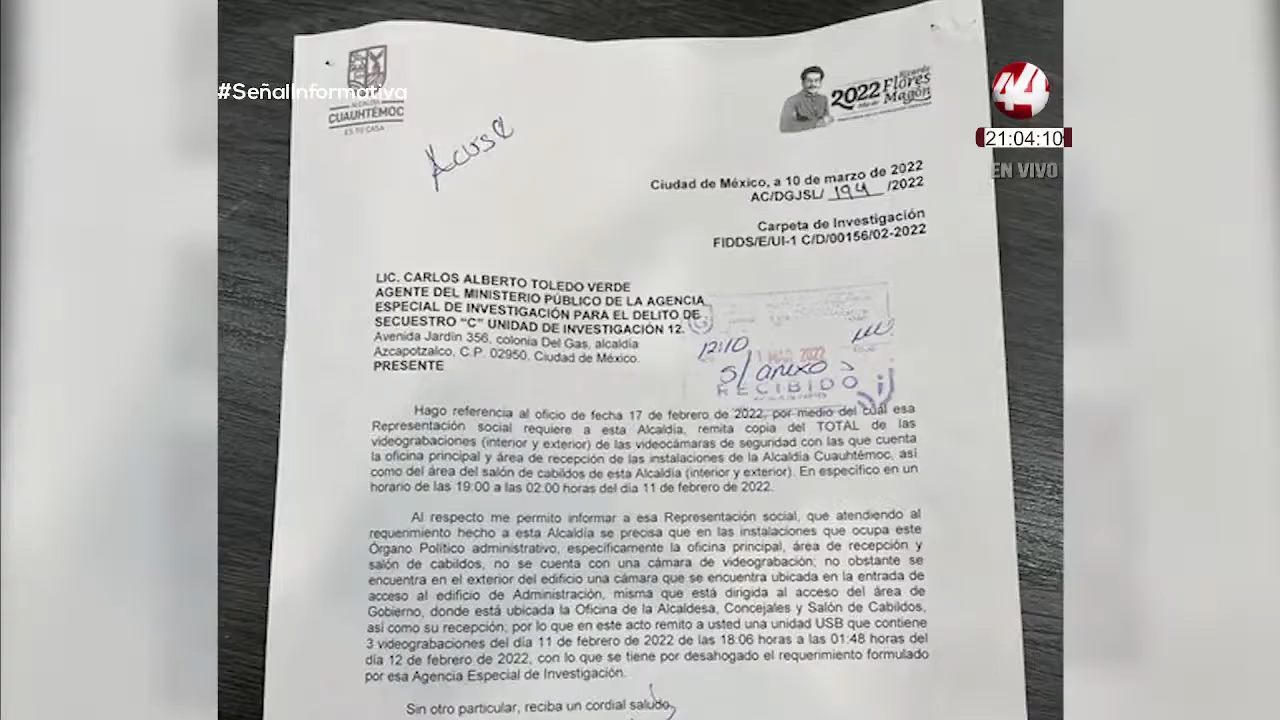 #SeñalInformativa
ALCALDÍA
CUAUHTÉMOC
ES TU CASA
Acuse
2022 Ricardo
Flores
Año de Magón
44
21:04:10
EN VIVO
Ciudad de México, a 10 de marzo de 2022
AC/DGJSL/ 194 /2022
Carpeta de Investigación
FIDDS/E/UI-1 C/D/00156/02-2022
LIC. CARLOS ALBERTO TOLEDO VERDE
AGENTE DEL MINISTERIO PÚBLICO DE LA AGENCIA
ESPECIAL DE INVESTIGACIÓN PARA EL DELITO DE
SECUESTRO “C” UNIDAD DE INVESTIGACIÓN 12.
Avenida Jardín 356, colonia Del Gas, alcaldía
Azcapotzalco, C.P. 02950, Ciudad de México.
PRESENTE
12:10
1 MAR 2022
S/ anexos
RECIBIDO
Hago referencia al oficio de fecha 17 de febrero de 2022, por medio del cual esa
Representación social requiere a esta Alcaldía, remita copia del TOTAL de las
videograbaciones (interior y exterior) de las videocámaras de seguridad con las que cuenta
la oficina principal y área de recepción de las instalaciones de la Alcaldía Cuauhtémoc, así
como del área del salón de cabildos de esta Alcaldía (interior y exterior). En específico en un
horario de las 19:00 a las 02:00 horas del día 11 de febrero de 2022.
Al respecto me permito informar a esa Representación social, que atendiendo al
requerimiento hecho a esta Alcaldía se precisa que en las instalaciones que ocupa este
Órgano Político administrativo, específicamente la oficina principal, área de recepción y
salón de cabildos, no se cuenta con una cámara de videograbación; no obstante se
encuentra en el exterior del edificio una cámara que se encuentra ubicada en la entrada de
acceso al edificio de Administración, misma que está dirigida al acceso del área de
Gobierno, donde está ubicada la Oficina de la Alcaldesa, Concejales y Salón de Cabildos,
así como su recepción; por lo que en este acto remito a usted una unidad USB que contiene
3 videograbaciones del día 11 de febrero de 2022 de las 18:06 horas a las 01:48 horas del
día 12 de febrero de 2022, con lo que se tiene por desahogado el requerimiento formulado
por esa Agencia Especial de Investigación.
Sin otro particular, reciba un cordial saludo,